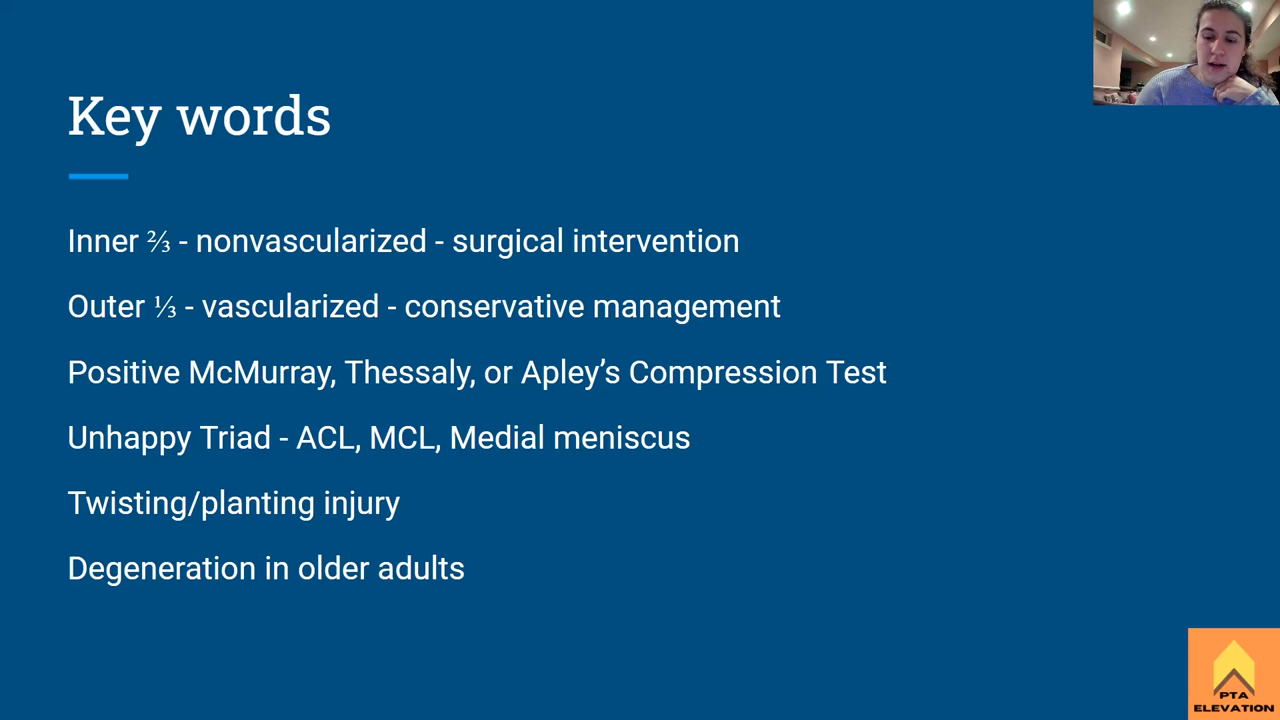 Key words
Inner ⅔ - nonvascularized - surgical intervention
Outer ⅓ - vascularized - conservative management
Positive McMurray, Thessaly, or Apley’s Compression Test
Unhappy Triad - ACL, MCL, Medial meniscus
Twisting/planting injury
Degeneration in older adults
PTA
ELEVATION